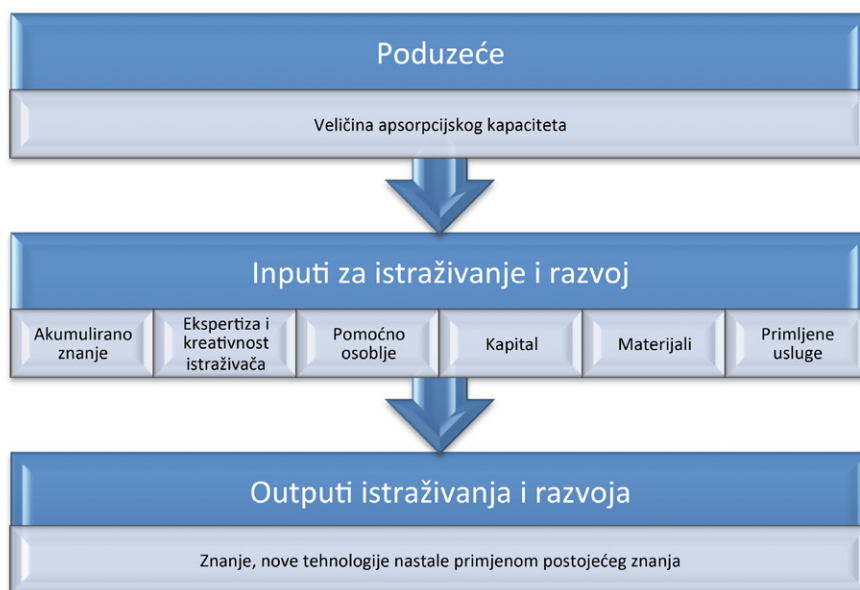 Poduzeće
Veličina apsorpcijskog kapaciteta
Inputi za istraživanje i razvoj
Akumulirano
znanje
Ekspertiza i
kreativnost
istraživača
Pomoćno
osoblje
Kapital
Materijali
Primljene
usluge
Outputi istraživanja i razvoja
Znanje, nove tehnologije nastale primjenom postojećeg znanja